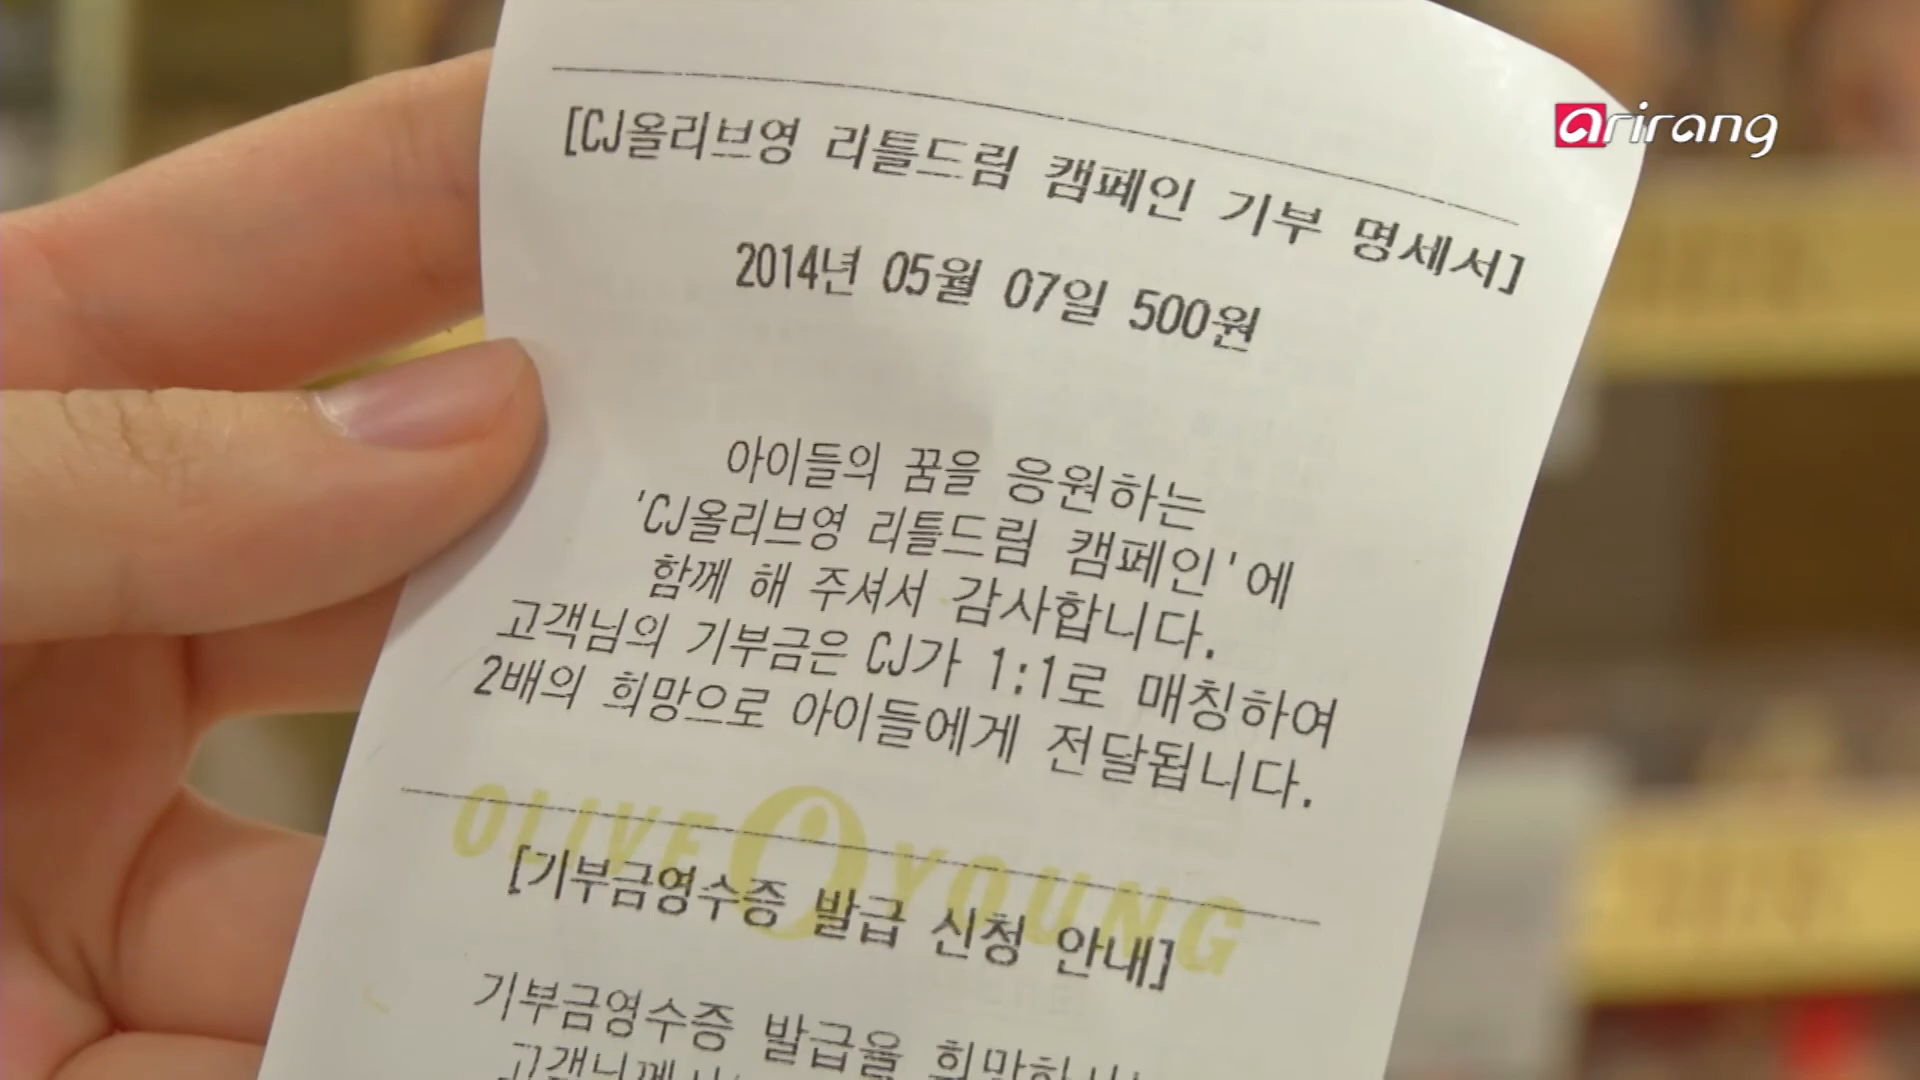 arirang
[CJ올리브영 리틀드림 캠페인 기부 명세서]
2014년 05월 07일 500원
아이들의 꿈을 응원하는
'CJ올리브영 리틀드림 캠페인'에
함께 해 주셔서 감사합니다.
고객님의 기부금은 CJ가 1:1로 매칭하여
2배의 희망으로 아이들에게 전달됩니다.
OLIVE YOUNG
[기부금영수증 발급 신청 안내]
기부금영수증 발급을